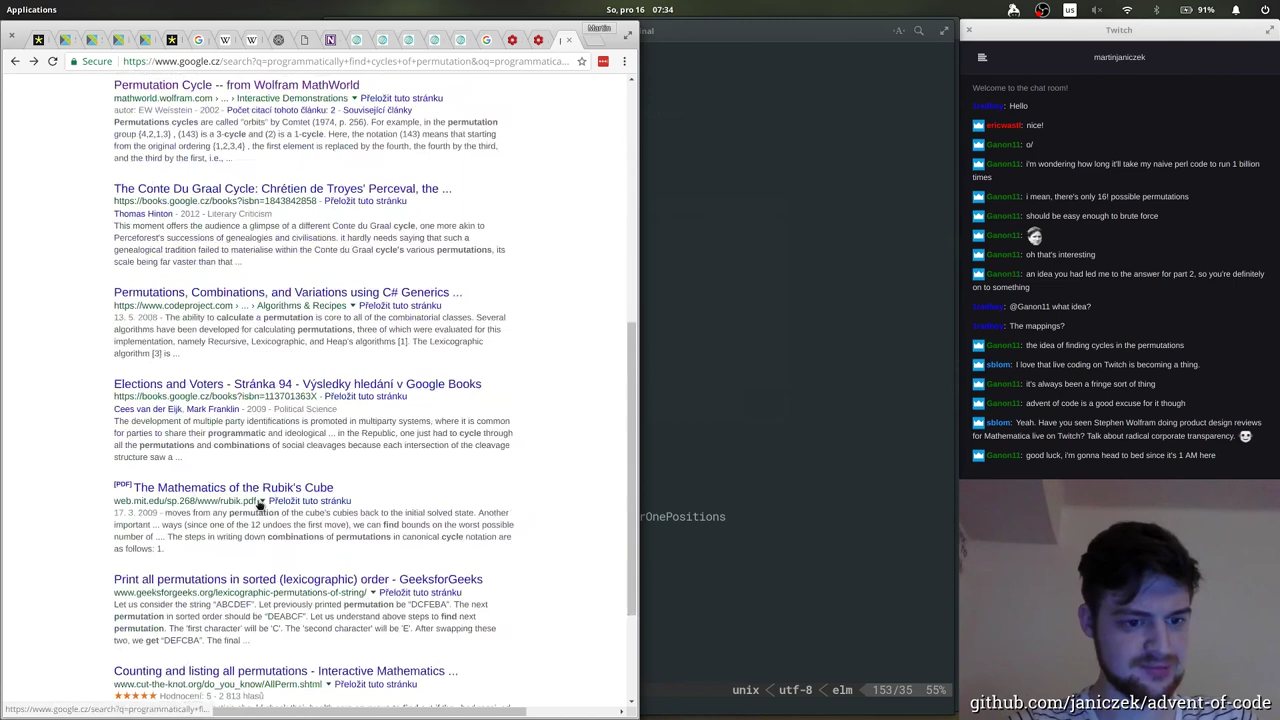 Applications
So, pro 16 07:34
us
91%
Martin
Secure
https://www.google.cz/search?q=programmatically+find+cycles+of+permutation&oq=programmatica...
Permutation Cycle -- from Wolfram MathWorld
mathworld.wolfram.com › ... › Interactive Demonstrations ▼ Přeložit tuto stránku
autor: EW Weisstein - 2002 - Počet citací tohoto článku: 2 - Související články
Permutations cycles are called "orbits" by Comtet (1974, p. 256). For example, in the permutation
group {4,2,1,3} , (143) is a 3-cycle and (2) is a 1-cycle. Here, the notation (143) means that starting
from the original ordering {1,2,3,4} , the first element is replaced by the fourth, the fourth by the third,
and the third by the first, i.e., ...
The Conte Du Graal Cycle: Chrétien de Troyes' Perceval, the ...
https://books.google.cz/books?isbn=1843842858 - Přeložit tuto stránku
Thomas Hinton - 2012 - Literary Criticism
This moment offers the audience a glimpse of a different Conte du Graal cycle, one more akin to
Perceforest's successions of genealogies and civilisations. it hardly needs saying that such a
genealogical tradition failed to materialise within the Conte du Graal cycle's various permutations, its
scale being far vaster than that ...
Permutations, Combinations, and Variations using C# Generics ...
https://www.codeproject.com › ... › Algorithms & Recipes ▼ Přeložit tuto stránku
13. 5. 2008 - The ability to calculate a permutation is core to all of the combinatorial classes. Several
algorithms have been developed for calculating permutations, three of which were evaluated for this
implementation, namely Recursive, Lexicographic, and Heap's algorithms [1]. The Lexicographic
algorithm [3] is ...
Elections and Voters - Stránka 94 - Výsledky hledání v Google Books
https://books.google.cz/books?isbn=113701363X - Přeložit tuto stránku
Cees van der Eijk, Mark Franklin - 2009 - Political Science
The development of multiple party identifications is promoted in multiparty systems, where it is common
for parties to share their programmatic and ideological ... in the Republic, one just had to cycle through
all the permutations and combinations of social cleavages because each intersection of the cleavage
structure saw a ...
[PDF] The Mathematics of the Rubik's Cube
web.mit.edu/sp.268/www/rubik.pdf ▼ Přeložit tuto stránku
17. 3. 2009 - moves from any permutation of the cube's cubies back to the initial solved state. Another
important ... ways (since one of the 12 undoes the first move), we can find bounds on the worst possible
number of .... The steps in writing down combinations of permutations in canonical cycle notation are
as follows: 1.
Print all permutations in sorted (lexicographic) order - GeeksforGeeks
www.geeksforgeeks.org/lexicographic-permutations-of-string/ ▼ Přeložit tuto stránku
Let us consider the string "ABCDEF". Let previously printed permutation be "DCFEBA". The next
permutation in sorted order should be "DEABCF". Let us understand above steps to find next
permutation. The 'first character' will be 'C'. The 'second character' will be 'E'. After swapping these
two, we get "DEFCBA". The final ...
Counting and listing all permutations - Interactive Mathematics ...
www.cut-the-knot.org/do_you_know/AllPerm.shtml ▼ Přeložit tuto stránku
Hodnocení: 5 - 2 813 hlasů
https://www.google.cz/search?q=programmatically+fi...
nal
-A-
rOnePositions
unix < utf-8 < elm 153/35 55%
Twitch
martinjaniczek
Welcome to the chat room!
Hello
ericwastl: nice!
Ganon11: o/
Ganon11: i'm wondering how long it'll take my naive perl code to run 1 billion
times
Ganon11: i mean, there's only 16! possible permutations
Ganon11: should be easy enough to brute force
Ganon11:
Ganon11: oh that's interesting
Ganon11: an idea you had led me to the answer for part 2, so you're definitely
on to something
@Ganon11 what idea?
The mappings?
Ganon11: the idea of finding cycles in the permutations
sblom: I love that live coding on Twitch is becoming a thing.
Ganon11: it's always been a fringe sort of thing
Ganon11: advent of code is a good excuse for it though
sblom: Yeah. Have you seen Stephen Wolfram doing product design reviews
for Mathematica live on Twitch? Talk about radical corporate transparency.
Ganon11: good luck, i'm gonna head to bed since it's 1 AM here
github.com/janiczek/advent-of-code